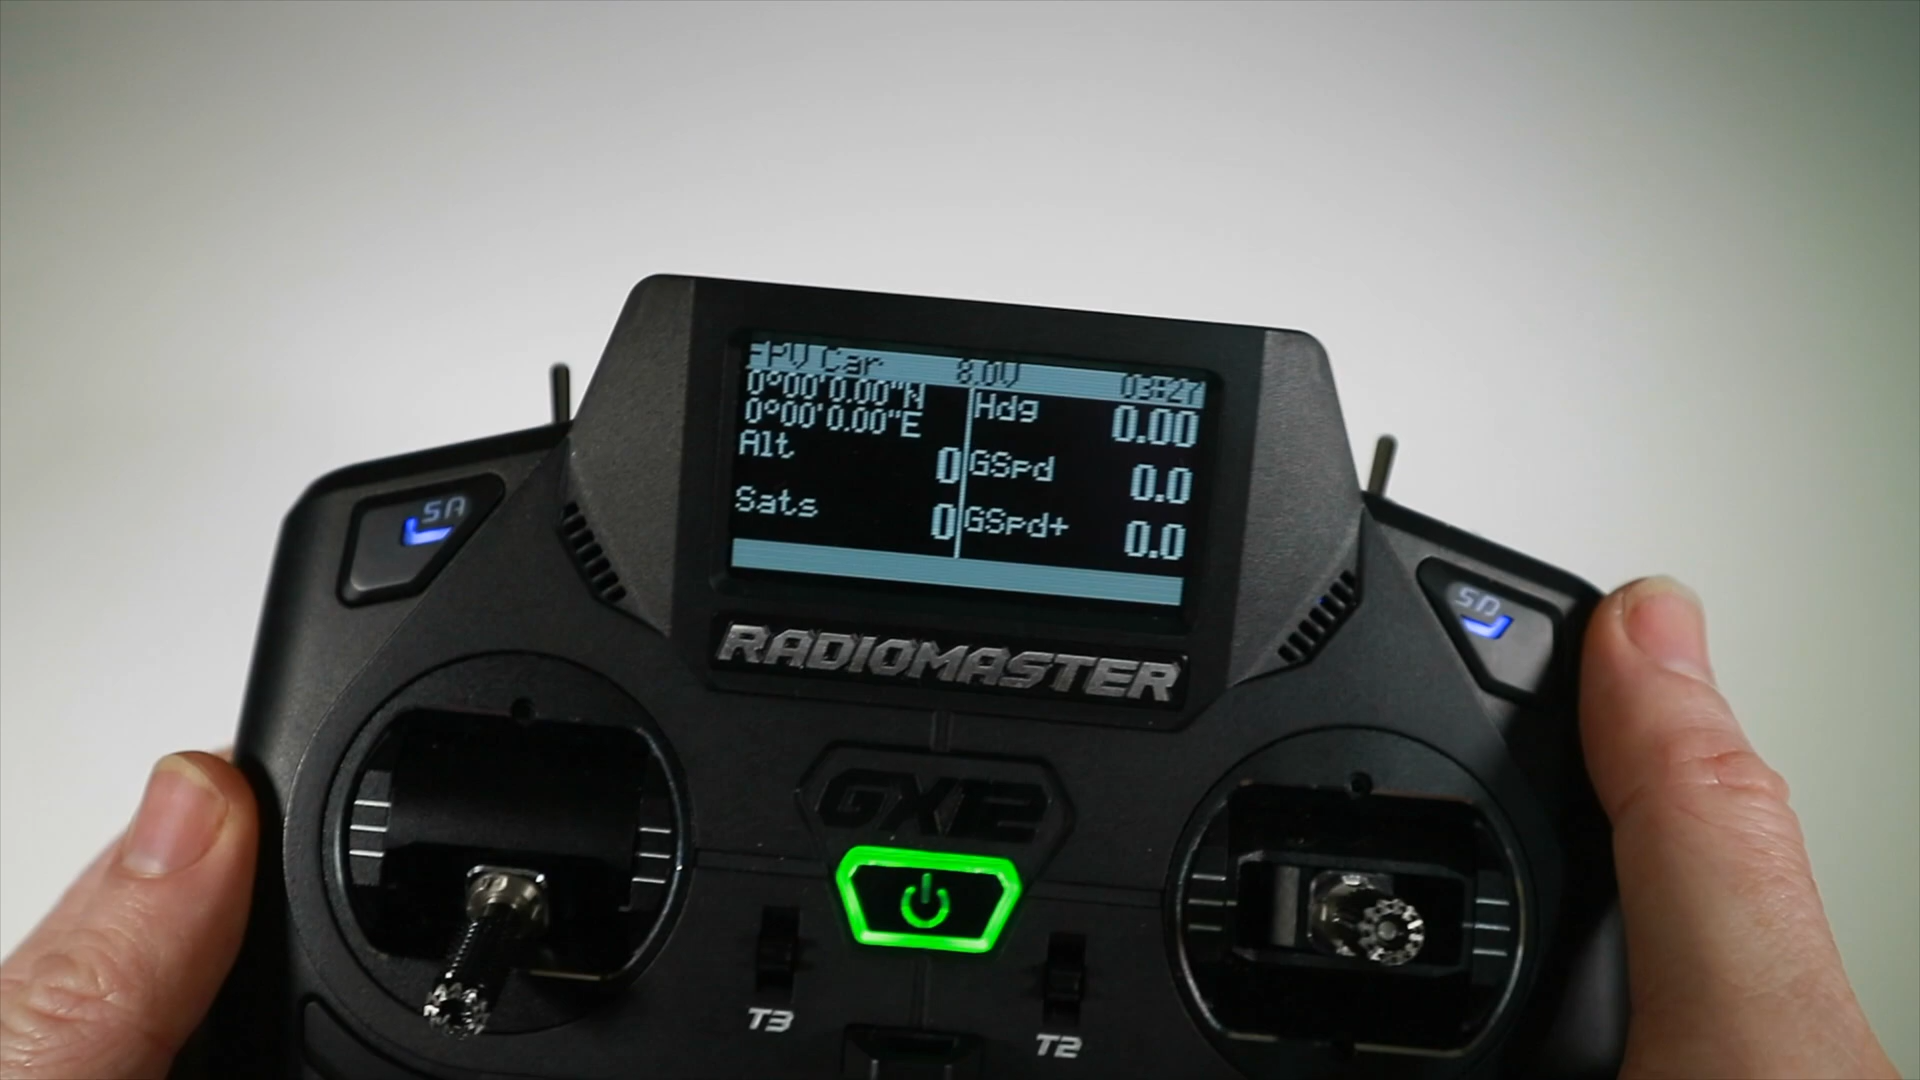 FPV Car 8.0V 03:27
0°00'0.00"N
0°00'0.00"E
Alt 0
Sats 0
Hdg 0.00
GSpd 0.0
GSpd+ 0.0
SA
SD
RADIOMASTER
GX12
T3
T2